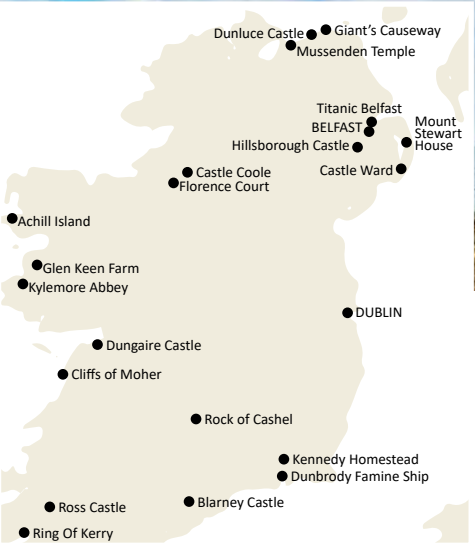 Giant's Causeway
Dunluce Castle
Mussenden Temple
Titanic Belfast
BELFAST
Mount
Stewart
House
Hillsborough Castle
Castle Ward
Castle Coole
Florence Court
Achill Island
Glen Keen Farm
Kylemore Abbey
DUBLIN
Dungaire Castle
Cliffs of Moher
Rock of Cashel
Kennedy Homestead
Dunbrody Famine Ship
Blarney Castle
Ross Castle
Ring Of Kerry